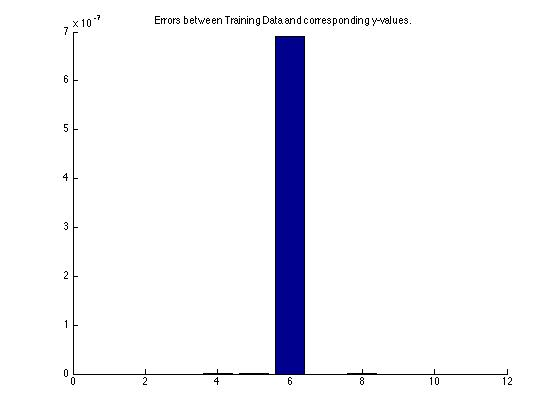 Errors between Training Data and corresponding y-values.
7 x 10^-7
6
5
4
3
2
1
0
0 2 4 6 8 10 12